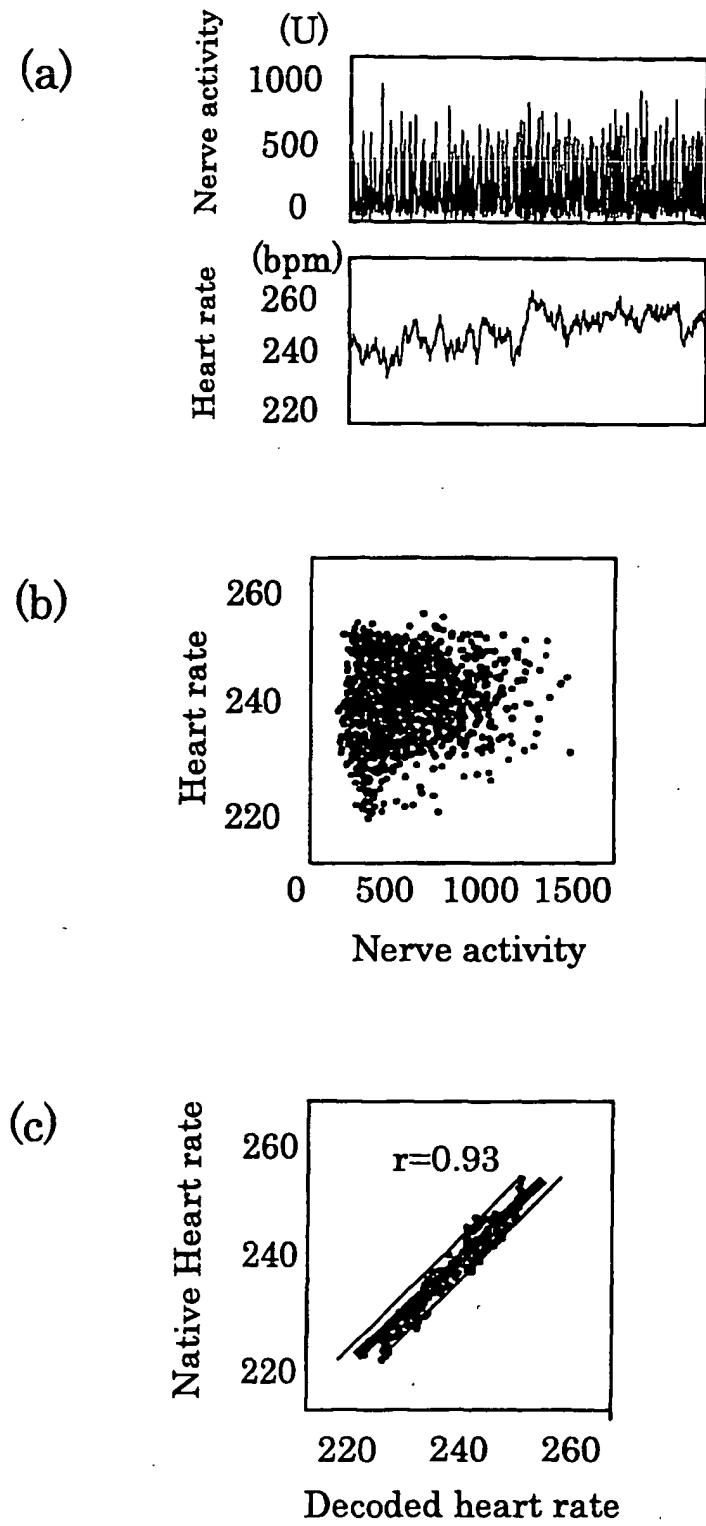 (a)
Nerve activity
(U)
1000
500
0
Heart rate
(bpm)
260
240
220
(b)
Heart rate
260
240
220
0 500 1000 1500
Nerve activity
(c)
Native Heart rate
260
240
220
r=0.93
220 240 260
Decoded heart rate